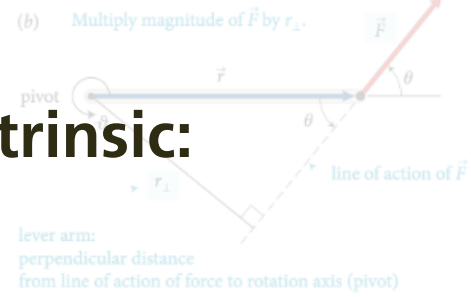 (b) Multiply magnitude of F⃗ by r⊥.
F⃗
r⃗
θ
pivot
trinsic:
θ
θ
r⊥
line of action of F⃗
lever arm:
perpendicular distance
from line of action of force to rotation axis (pivot)